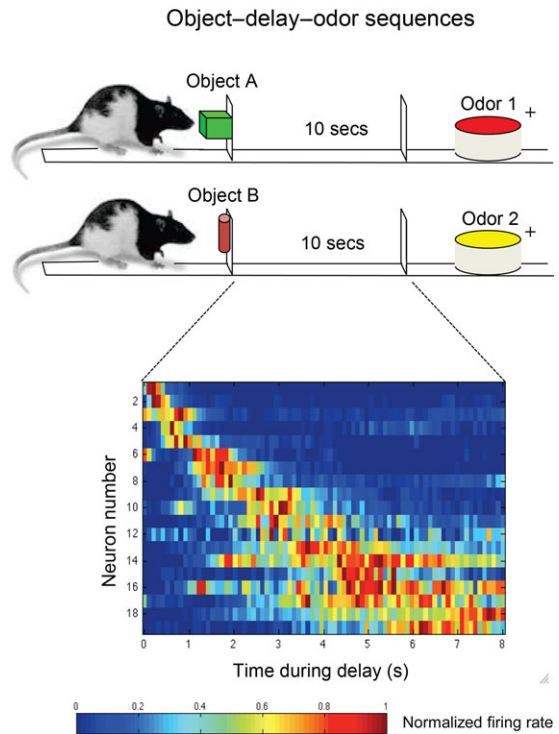 Object–delay–odor sequences
Object A
10 secs
Odor 1
+
Object B
10 secs
Odor 2
+
Neuron number
2
4
6
8
10
12
14
16
18
0 1 2 3 4 5 6 7 8
Time during delay (s)
0 0.2 0.4 0.6 0.8 1
Normalized firing rate